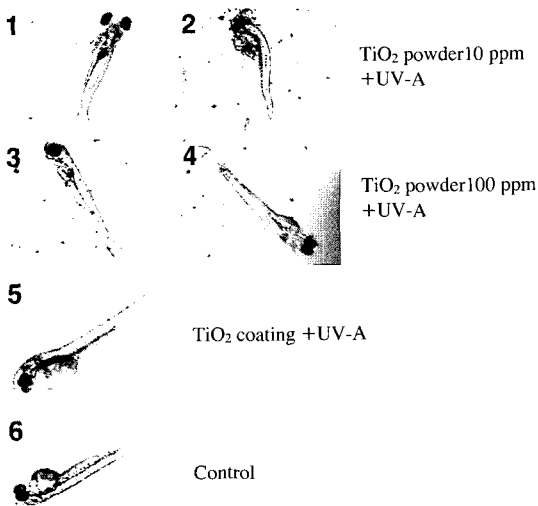 1
2
TiO₂ powder10 ppm
+UV-A
3
4
TiO₂ powder100 ppm
+UV-A
5
TiO₂ coating +UV-A
6
Control